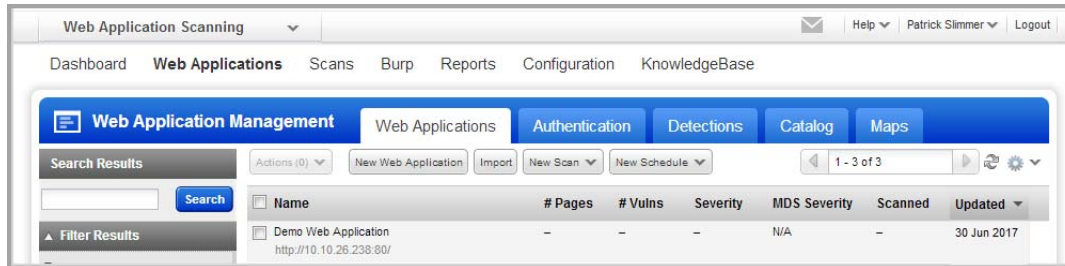 Web Application Scanning
Help Patrick Slimmer Logout
Dashboard Web Applications Scans Burp Reports Configuration KnowledgeBase
Web Application Management Web Applications Authentication Detections Catalog Maps
Search Results Actions (0) New Web Application Import New Scan New Schedule 1 - 3 of 3
Search Name # Pages # Vulns Severity MDS Severity Scanned Updated
Filter Results Demo Web Application – – – N/A – 30 Jun 2017
http://10.10.26.238:80/